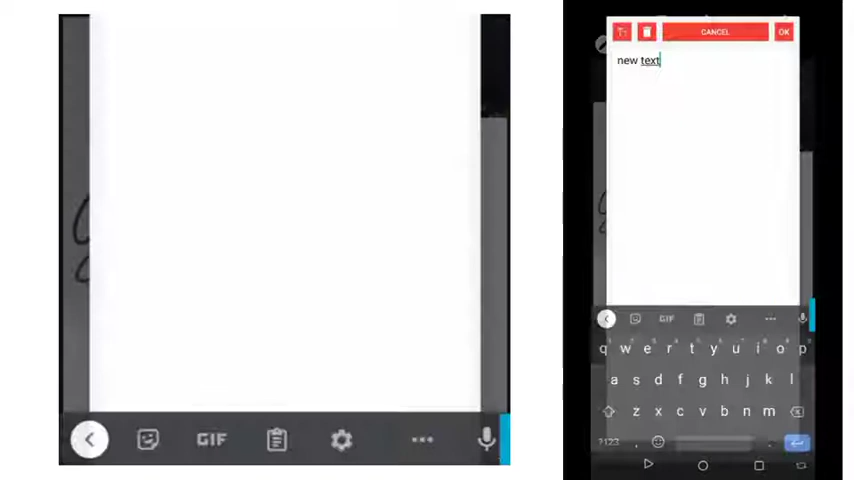 GIF
CANCEL
OK
new text
GIF
q w e r t y u i o p
a s d f g h j k l
z x c v b n m
?123 , .